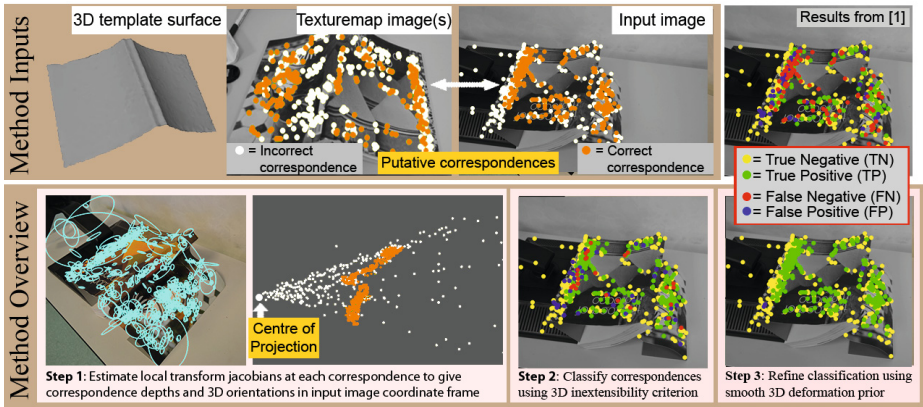 Method Inputs
3D template surface
Texturemap image(s)
Input image
Results from [1]
= Incorrect
correspondence
Putative correspondences
= Correct
correspondence
= True Negative (TN)
= True Positive (TP)
= False Negative (FN)
= False Positive (FP)
Method Overview
Centre of
Projection
Step 1: Estimate local transform jacobians at each correspondence to give
correspondence depths and 3D orientations in input image coordinate frame
Step 2: Classify correspondences
using 3D inextensibility criterion
Step 3: Refine classification using
smooth 3D deformation prior